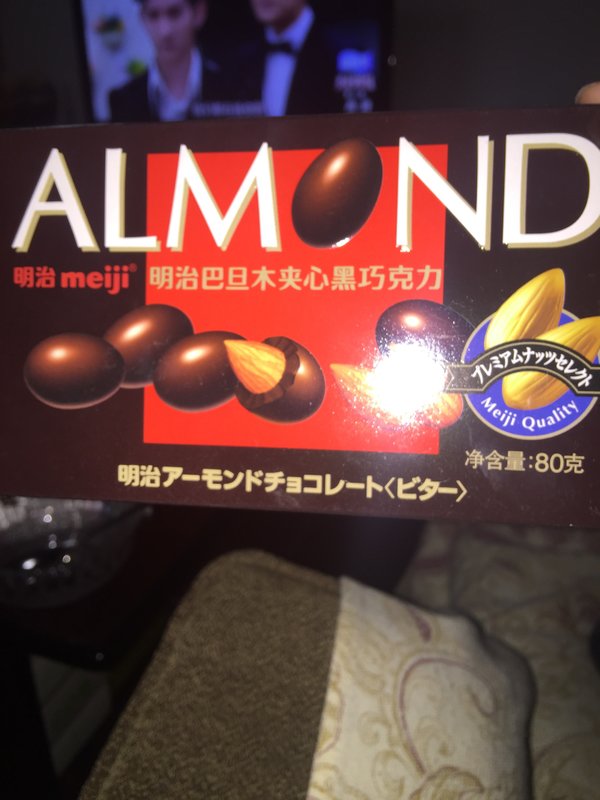 ALMOND
明治 meiji® 明治巴旦木夹心黑巧克力
プレミアムナッツセレクト
Meiji Quality
净含量:80克
明治アーモンドチョコレート〈ビター〉